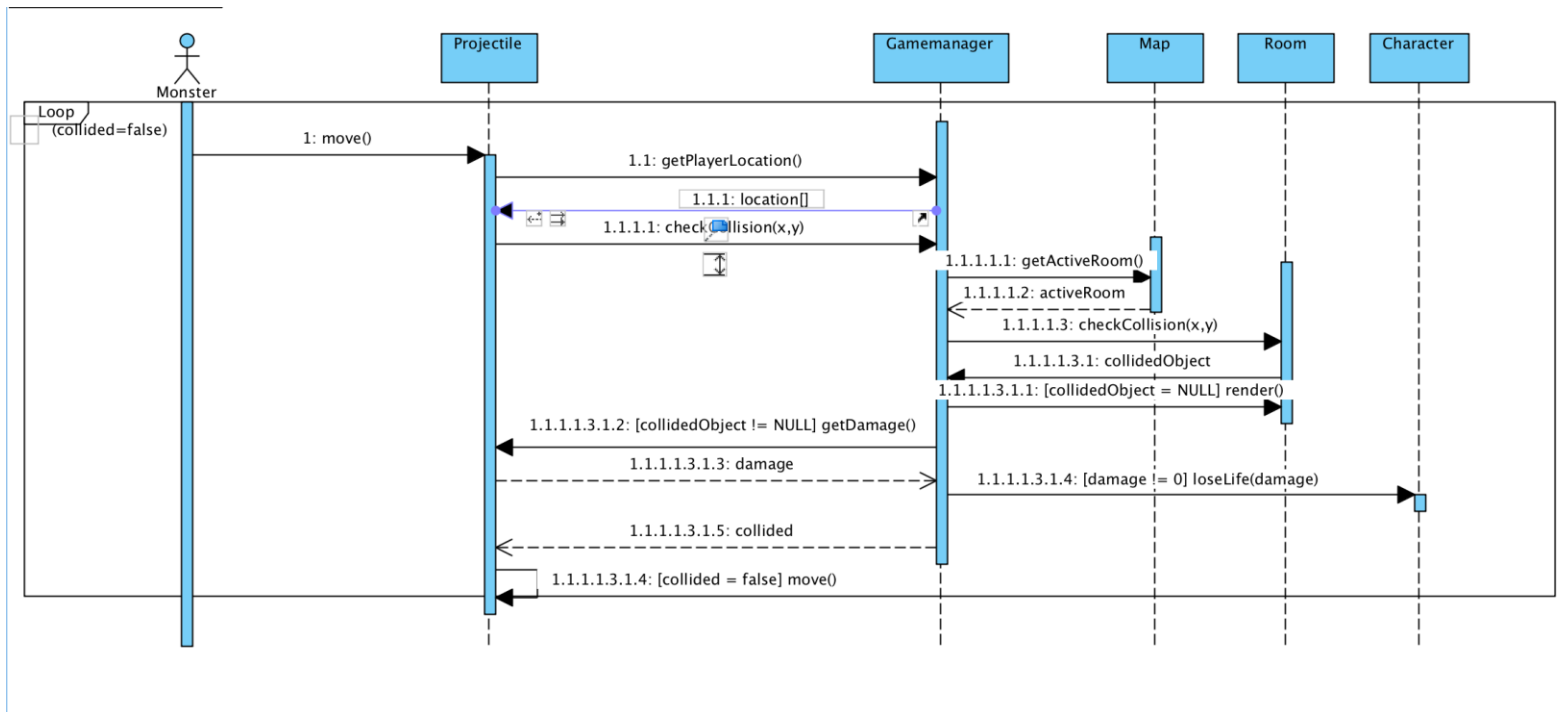 Projectile
Gamemanager
Map
Room
Character
Monster
Loop
(collided=false)
1: move()
1.1: getPlayerLocation()
1.1.1: location[]
1.1.1.1: checkCollision(x,y)
1.1.1.1.1: getActiveRoom()
1.1.1.1.2: activeRoom
1.1.1.1.3: checkCollision(x,y)
1.1.1.1.3.1: collidedObject
1.1.1.1.3.1.1: [collidedObject = NULL] render()
1.1.1.1.3.1.2: [collidedObject != NULL] getDamage()
1.1.1.1.3.1.3: damage
1.1.1.1.3.1.4: [damage != 0] loseLife(damage)
1.1.1.1.3.1.5: collided
1.1.1.1.3.1.4: [collided = false] move()